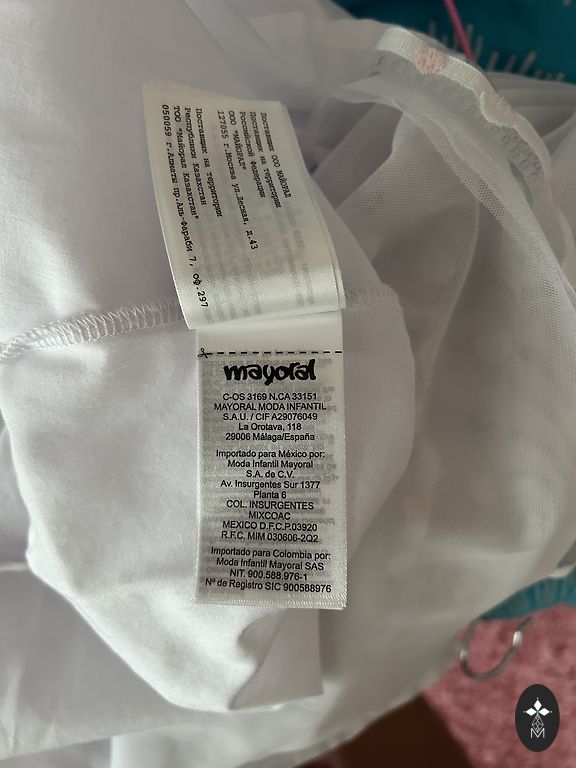 Поставщик ООО МАЙОРАЛ
Поставщик на территории
Российской Федерации
ООО "МАЙОРАЛ"
127055 г.Москва ул.Лесная, д.43
Поставщик на территории
Республики Казахстан
ТОО "Майорал Казахстан"
050059 г.Алматы пр.Аль-Фараби 7, оф.297
mayoral
C-OS 3169 N.CA 33151
MAYORAL MODA INFANTIL
S.A.U. / CIF A29076049
La Orotava, 118
29006 Málaga/España
Importado para México por:
Moda Infantil Mayoral
S.A. de C.V.
Av. Insurgentes Sur 1377
Planta 6
COL. INSURGENTES
MIXCOAC
MEXICO D.F.C.P.03920
R.F.C. MIM 030606-2Q2
Importado para Colombia por:
Moda Infantil Mayoral SAS
NIT. 900.588.976-1
Nº de Registro SIC 900588976
M